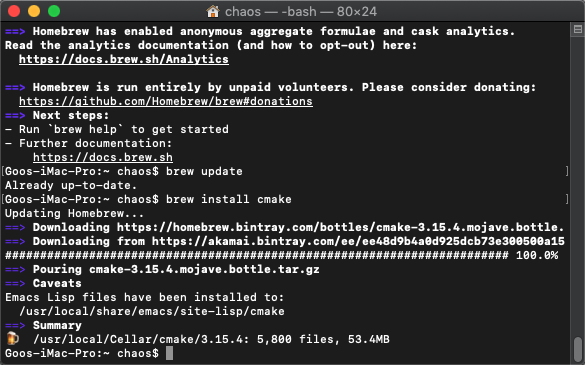 chaos — -bash — 80×24
==> Homebrew has enabled anonymous aggregate formulae and cask analytics.
Read the analytics documentation (and how to opt-out) here:
https://docs.brew.sh/Analytics
==> Homebrew is run entirely by unpaid volunteers. Please consider donating:
https://github.com/Homebrew/brew#donations
==> Next steps:
- Run `brew help` to get started
- Further documentation:
https://docs.brew.sh
[Goos-iMac-Pro:~ chaos$ brew update ]
Already up-to-date.
[Goos-iMac-Pro:~ chaos$ brew install cmake ]
Updating Homebrew...
==> Downloading https://homebrew.bintray.com/bottles/cmake-3.15.4.mojave.bottle.
==> Downloading from https://akamai.bintray.com/ee/ee48d9b4a0d925dcb73e300500a15
######################################################################## 100.0%
==> Pouring cmake-3.15.4.mojave.bottle.tar.gz
==> Caveats
Emacs Lisp files have been installed to:
/usr/local/share/emacs/site-lisp/cmake
==> Summary
🍺 /usr/local/Cellar/cmake/3.15.4: 5,800 files, 53.4MB
Goos-iMac-Pro:~ chaos$